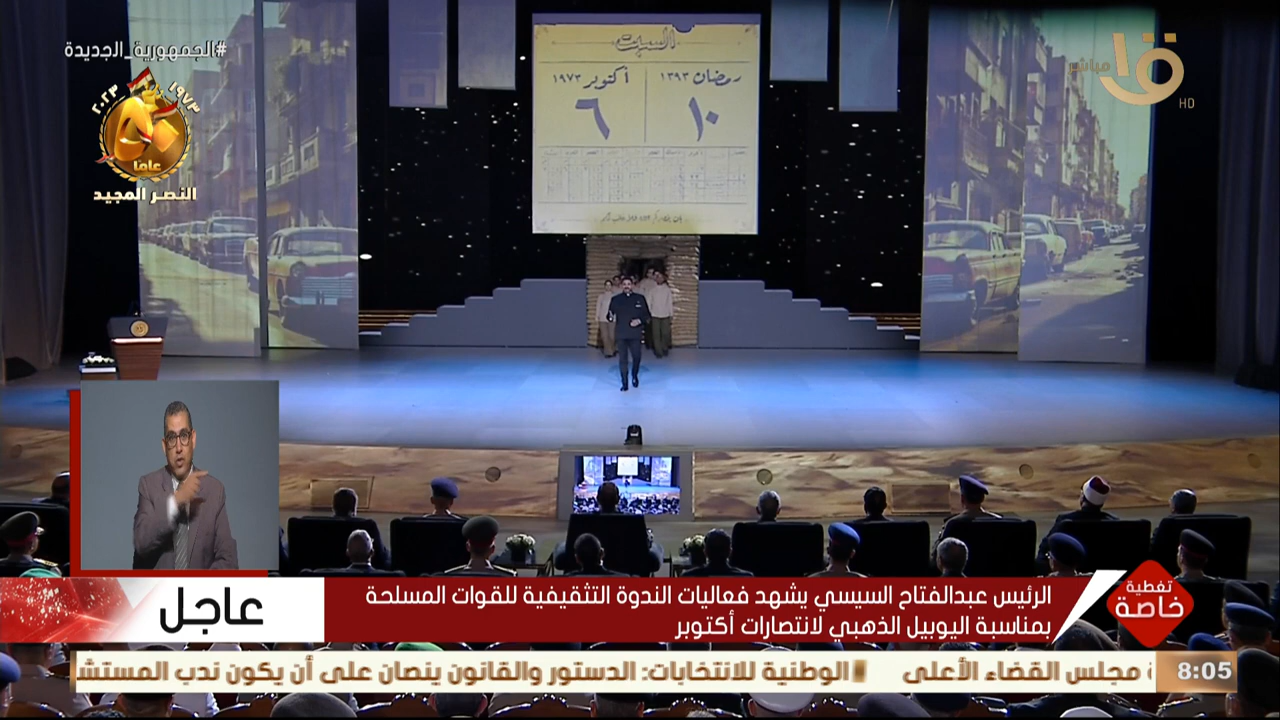 #الجمهورية_الجديدة
١٩٧٣
٢٠٢٣
٥٠
عامًا
النصر المجيد
مباشر
HD
السبت
رمضان ١٣٩٣
أكتوبر ١٩٧٣
١٠
٦
تغطية
خاصة
الرئيس عبدالفتاح السيسي يشهد فعاليات الندوة التثقيفية للقوات المسلحة
بمناسبة اليوبيل الذهبي لانتصارات أكتوبر
عاجل
8:05
مجلس القضاء الأعلى
الوطنية للانتخابات: الدستور والقانون ينصان على أن يكون ندب المستش